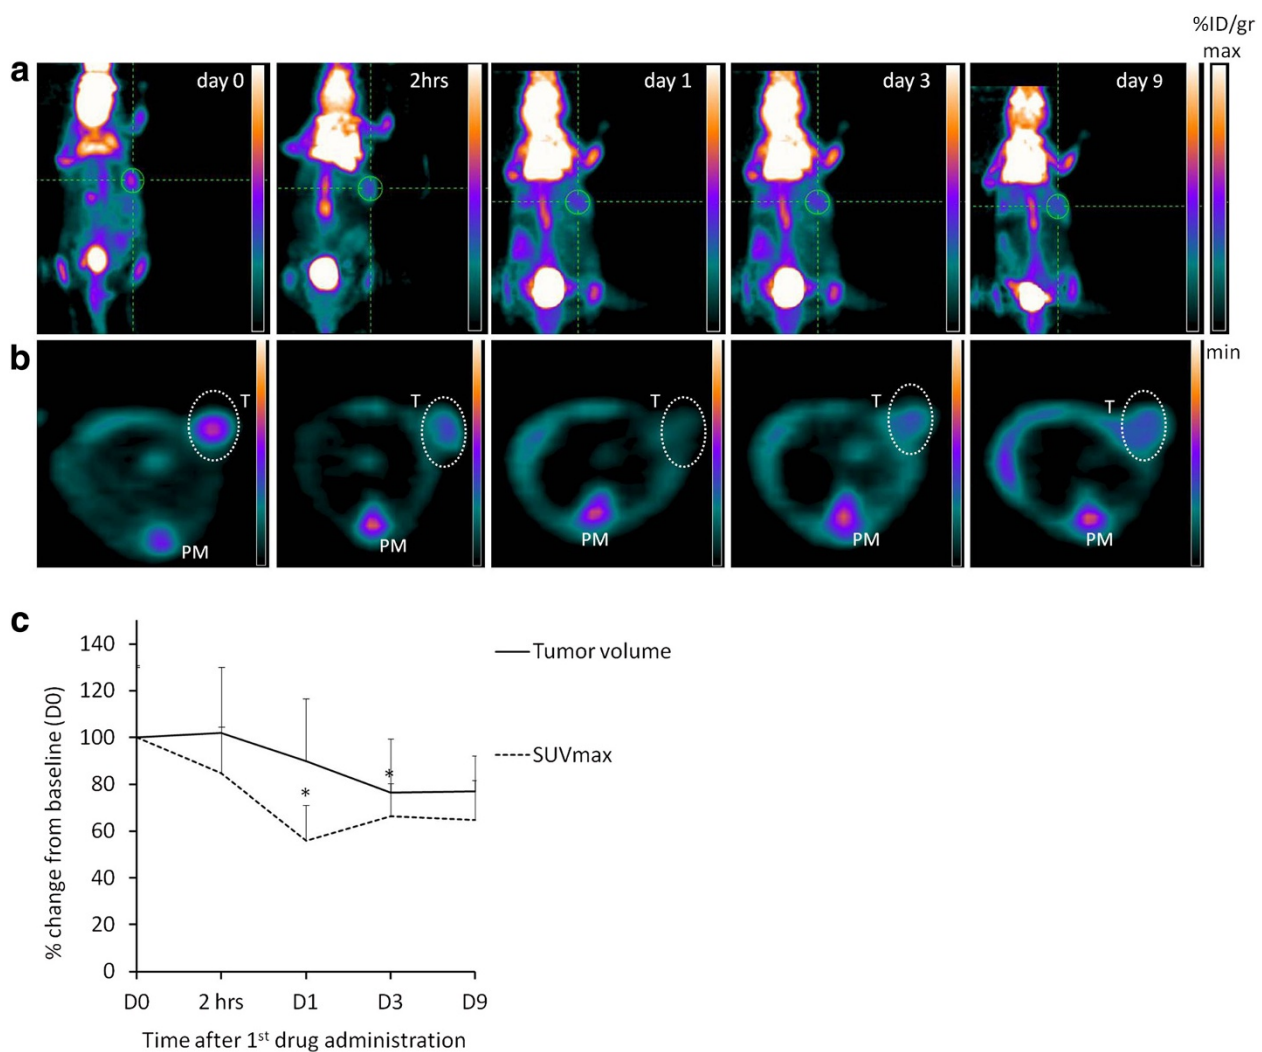 %ID/gr
max
a
day 0
2hrs
day 1
day 3
day 9
min
b
T
T
T
T
T
PM
PM
PM
PM
PM
c
140
120
100
80
60
40
20
0
% change from baseline (D0)
Tumor volume
SUVmax
*
*
D0
2 hrs
D1
D3
D9
Time after 1st drug administration